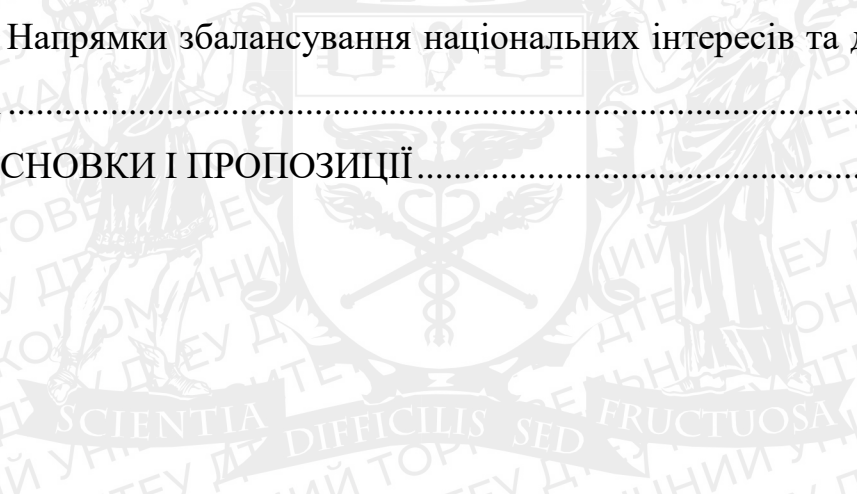 Напрямки збалансування національних інтересів та
....................................................................................................
СНОВКИ І ПРОПОЗИЦІЇ....................................................
SCIENTIA DIFFICILIS SED FRUCTUOSA